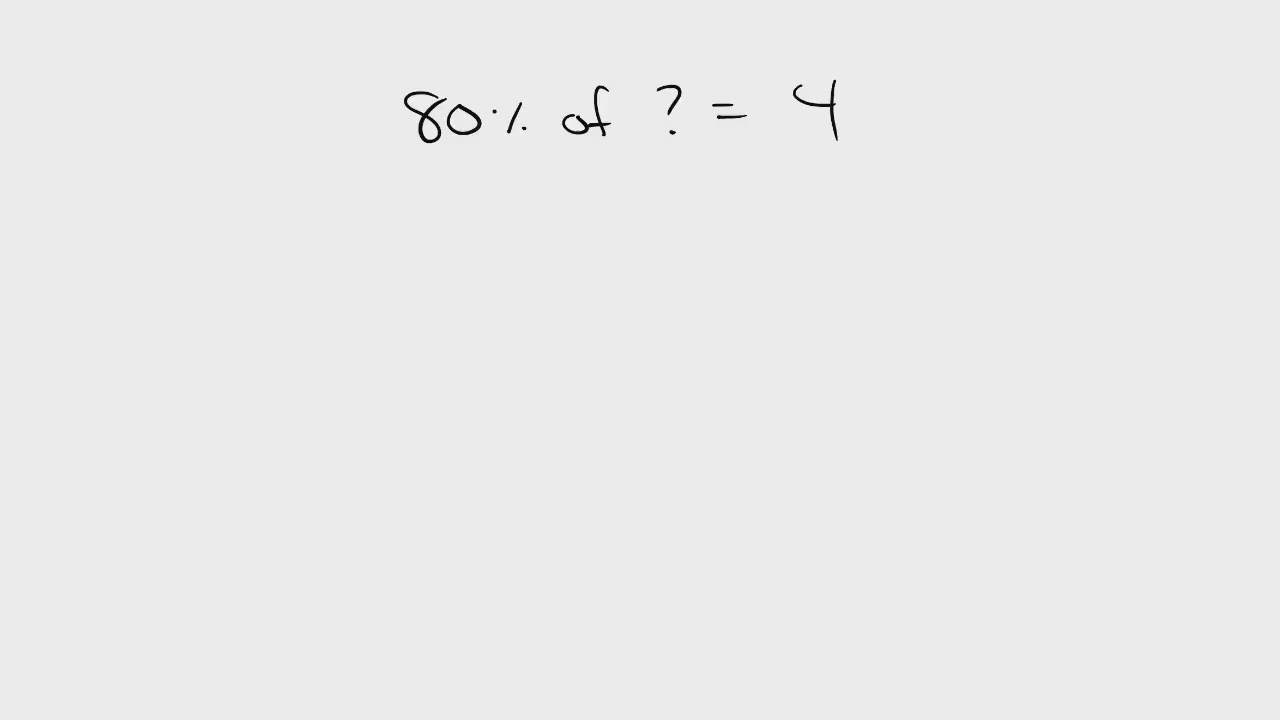 80% of ? = 4